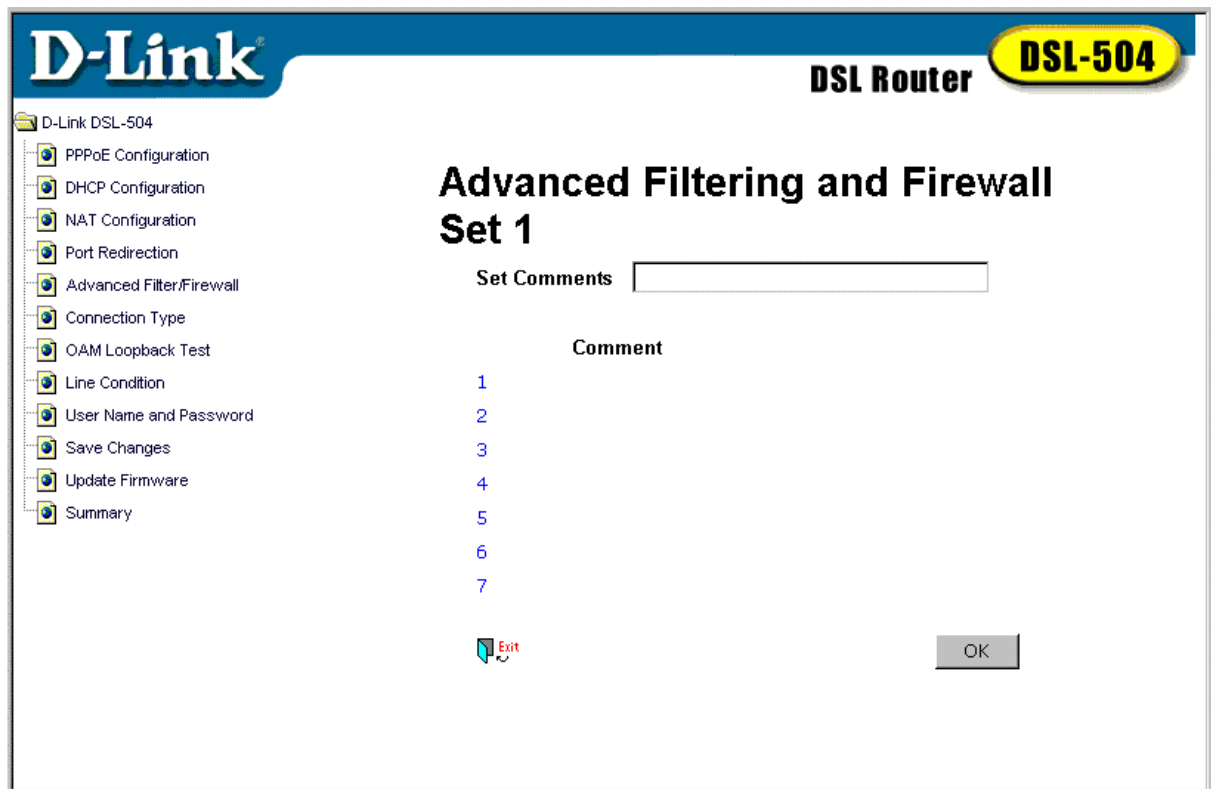 D-Link
DSL Router DSL-504
D-Link DSL-504
PPPoE Configuration
DHCP Configuration
NAT Configuration
Port Redirection
Advanced Filter/Firewall
Connection Type
OAM Loopback Test
Line Condition
User Name and Password
Save Changes
Update Firmware
Summary
Advanced Filtering and Firewall
Set 1
Set Comments
Comment
1
2
3
4
5
6
7
Exit
OK